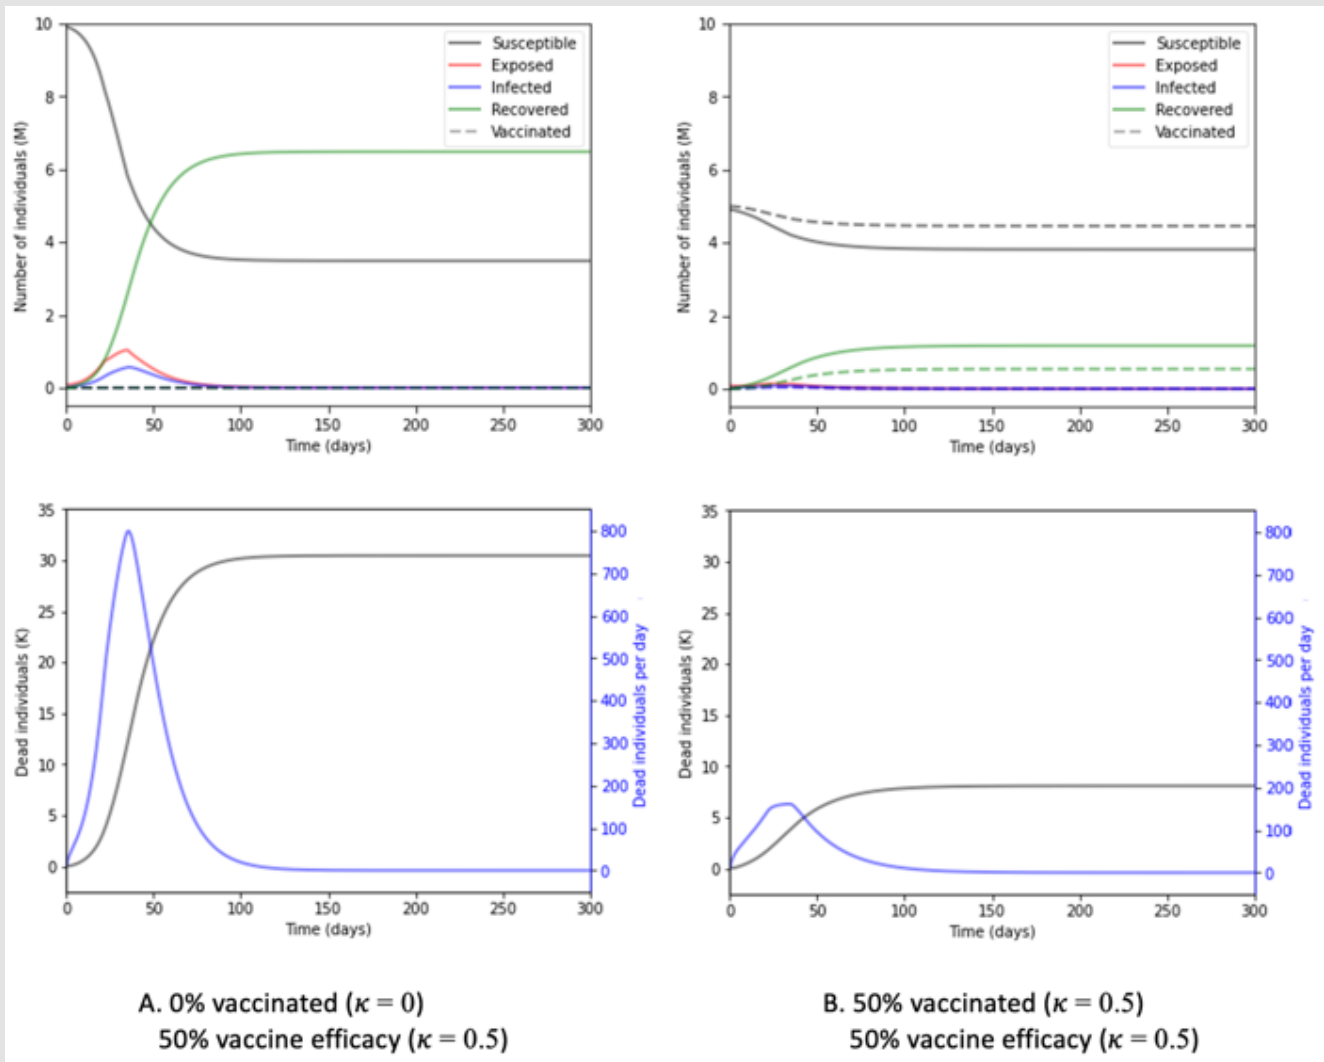 10
8
6
4
2
0
Number of individuals (M)
Susceptible
Exposed
Infected
Recovered
Vaccinated
0 50 100 150 200 250 300
Time (days)
10
8
6
4
2
0
Number of individuals (M)
Susceptible
Exposed
Infected
Recovered
Vaccinated
0 50 100 150 200 250 300
Time (days)
35
30
25
20
15
10
5
0
Dead individuals (K)
800
700
600
500
400
300
200
100
0
Dead individuals per day
0 50 100 150 200 250 300
Time (days)
35
30
25
20
15
10
5
0
Dead individuals (K)
800
700
600
500
400
300
200
100
0
Dead individuals per day
0 50 100 150 200 250 300
Time (days)
A. 0% vaccinated (κ = 0)
50% vaccine efficacy (κ = 0.5)
B. 50% vaccinated (κ = 0.5)
50% vaccine efficacy (κ = 0.5)